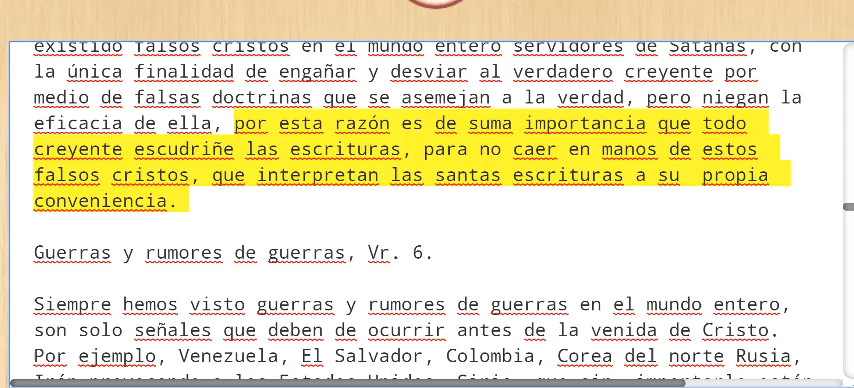 existido falsos cristos en el mundo entero servidores de Satanás, con
la única finalidad de engañar y desviar al verdadero creyente por
medio de falsas doctrinas que se asemejan a la verdad, pero niegan la
eficacia de ella, por esta razón es de suma importancia que todo
creyente escudriñe las escrituras, para no caer en manos de estos
falsos cristos, que interpretan las santas escrituras a su  propia
conveniencia.
Guerras y rumores de guerras, Vr. 6.
Siempre hemos visto guerras y rumores de guerras en el mundo entero,
son solo señales que deben de ocurrir antes de la venida de Cristo.
Por ejemplo, Venezuela, El Salvador, Colombia, Corea del norte Rusia,